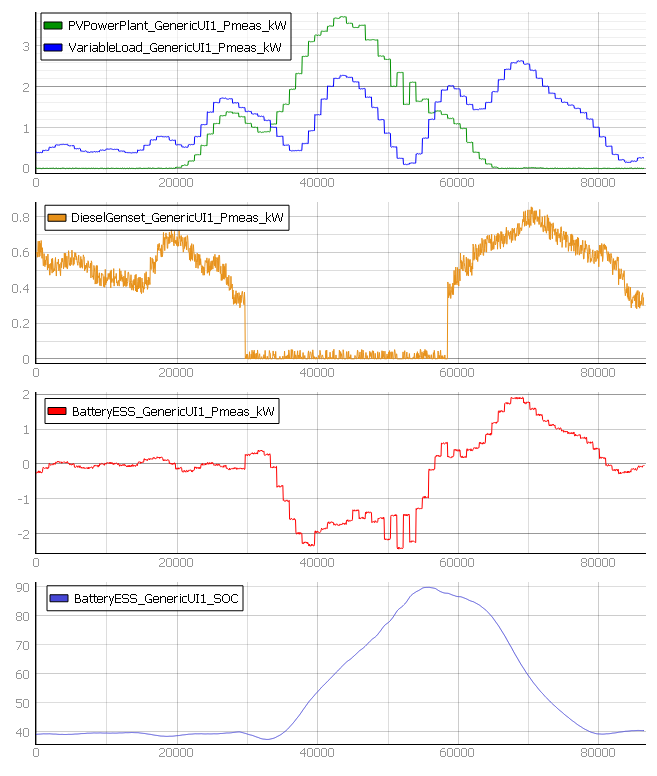 PVPowerPlant_GenericUI1_Pmeas_kW
VariableLoad_GenericUI1_Pmeas_kW
3
2
1
0
0 20000 40000 60000 80000
DieselGenset_GenericUI1_Pmeas_kW
0.8
0.6
0.4
0.2
0
0 20000 40000 60000 80000
2
BatteryESS_GenericUI1_Pmeas_kW
1
0
-1
-2
0 20000 40000 60000 80000
90
BatteryESS_GenericUI1_SOC
80
70
60
50
40
0 20000 40000 60000 80000